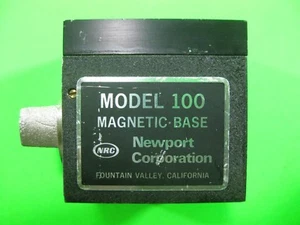 MODEL 100
MAGNETIC-BASE
NRC
Newport
Corporation
FOUNTAIN VALLEY, CALIFORNIA